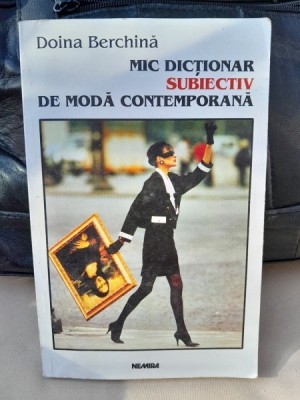 Doina Berchină
MIC DICȚIONAR
SUBIECTIV
DE MODĂ CONTEMPORANĂ
NEMIRA